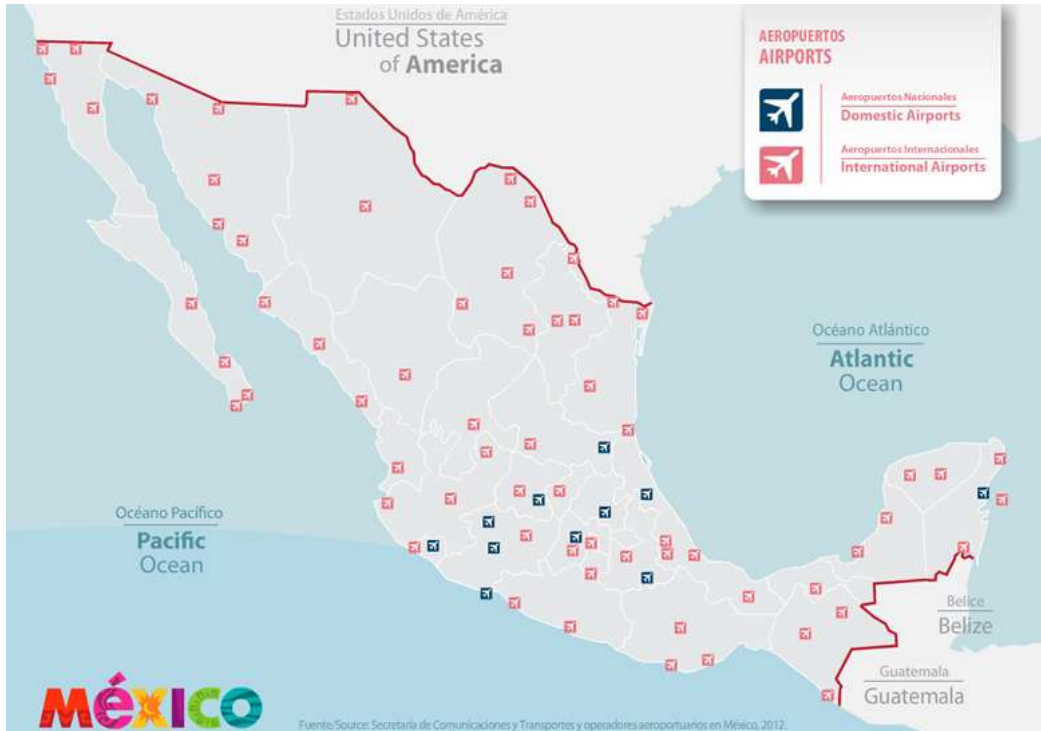 Estados Unidos de América
United States
of America
AEROPUERTOS
AIRPORTS
Aeropuertos Nacionales
Domestic Airports
Aeropuertos Internacionales
International Airports
Océano Atlántico
Atlantic
Ocean
Océano Pacífico
Pacific
Ocean
Belice
Belize
Guatemala
Guatemala
MéXICO
Fuente/Source: Secretaría de Comunicaciones y Transportes y operadores aeroportuarios en México, 2012.